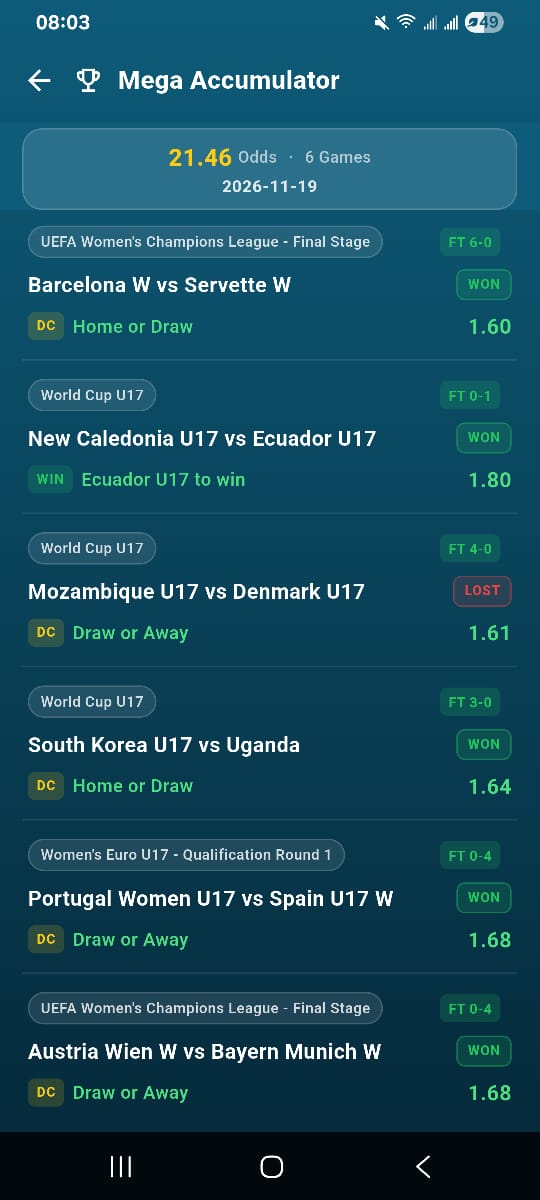 08:03
49
Mega Accumulator
21.46 Odds · 6 Games
2026-11-19
UEFA Women's Champions League - Final Stage FT 6-0
Barcelona W vs Servette W WON
DC Home or Draw 1.60
World Cup U17 FT 0-1
New Caledonia U17 vs Ecuador U17 WON
WIN Ecuador U17 to win 1.80
World Cup U17 FT 4-0
Mozambique U17 vs Denmark U17 LOST
DC Draw or Away 1.61
World Cup U17 FT 3-0
South Korea U17 vs Uganda WON
DC Home or Draw 1.64
Women's Euro U17 - Qualification Round 1 FT 0-4
Portugal Women U17 vs Spain U17 W WON
DC Draw or Away 1.68
UEFA Women's Champions League - Final Stage FT 0-4
Austria Wien W vs Bayern Munich W WON
DC Draw or Away 1.68